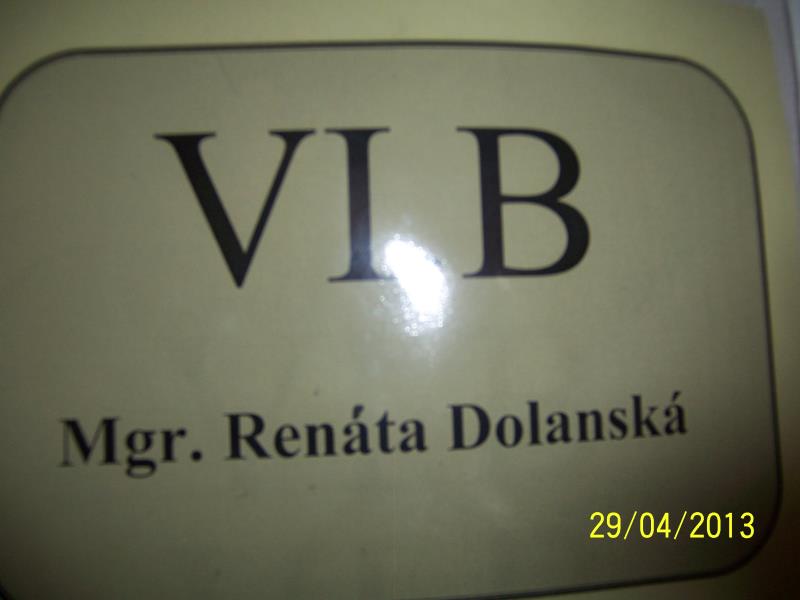 VI.B
Mgr. Renáta Dolanská
29/04/2013